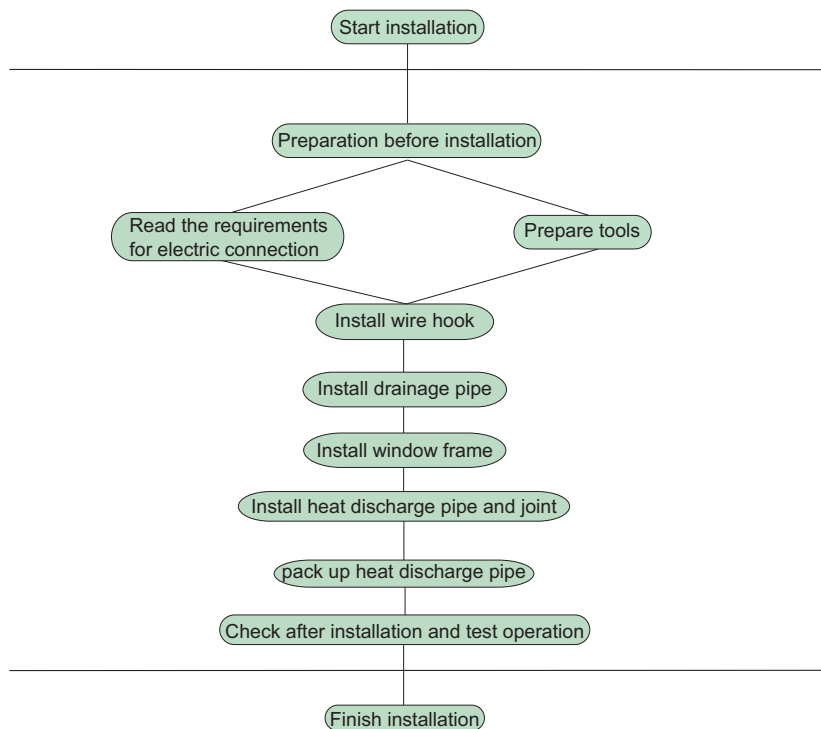 Start installation
Preparation before installation
Read the requirements
for electric connection
Prepare tools
Install wire hook
Install drainage pipe
Install window frame
Install heat discharge pipe and joint
pack up heat discharge pipe
Check after installation and test operation
Finish installation